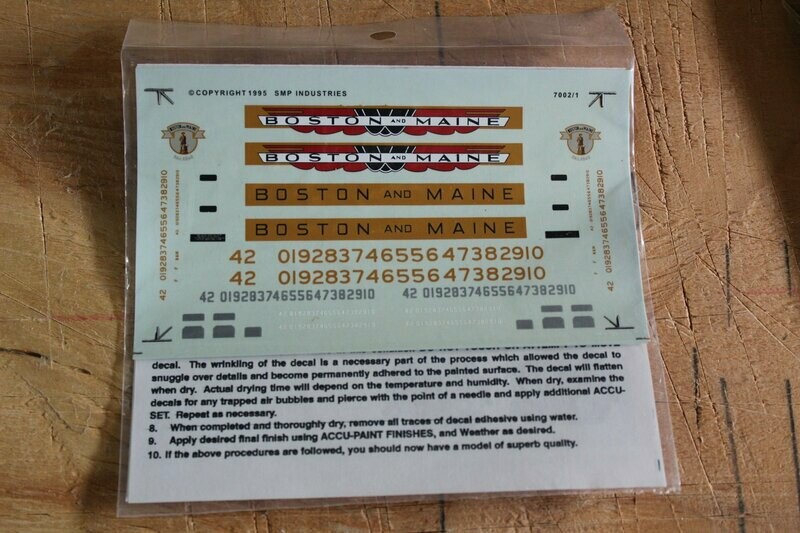 © COPYRIGHT 1995 SMP INDUSTRIES 7002/1
BOSTON AND MAINE
BOSTON AND MAINE
BOSTON AND MAINE
BOSTON AND MAINE
42 01928374655647382910
42 01928374655647382910
42 01928374655647382910 42 01928374655647382910
42 01928374655647382910
decal. The wrinkling of the decal is a necessary part of the process which allowed the decal to
snuggle over details and become permanently adhered to the painted surface. The decal will flatten
when dry. Actual drying time will depend on the temperature and humidity. When dry, examine the
decals for any trapped air bubbles and pierce with the point of a needle and apply additional ACCU-
SET. Repeat as necessary.
8. When completed and thoroughly dry, remove all traces of decal adhesive using water.
9. Apply desired final finish using ACCU-PAINT FINISHES, and Weather as desired.
10. If the above procedures are followed, you should now have a model of superb quality.